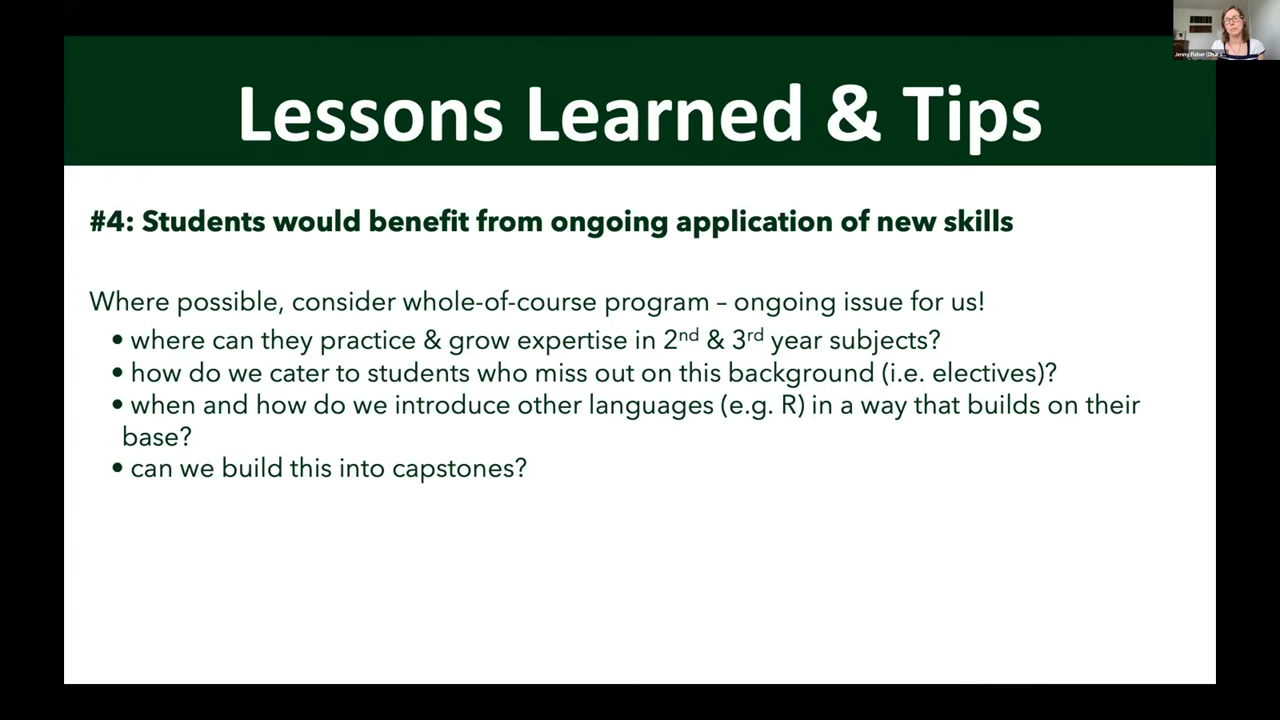 Lessons Learned & Tips
Jenny Fisher
#4: Students would benefit from ongoing application of new skills
Where possible, consider whole-of-course program – ongoing issue for us!
• where can they practice & grow expertise in 2nd & 3rd year subjects?
• how do we cater to students who miss out on this background (i.e. electives)?
• when and how do we introduce other languages (e.g. R) in a way that builds on their
base?
• can we build this into capstones?